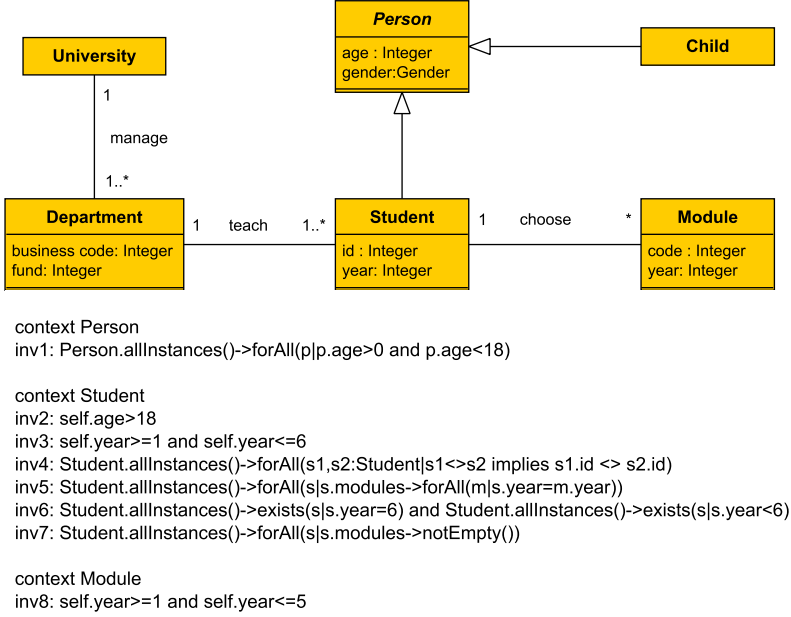 Person
age : Integer
gender:Gender
Child
University
1
manage
1..*
Department
business code: Integer
fund: Integer
1 teach 1..*
Student
id : Integer
year: Integer
1 choose *
Module
code : Integer
year: Integer
context Person
inv1: Person.allInstances()->forAll(p|p.age>0 and p.age<18)
context Student
inv2: self.age>18
inv3: self.year>=1 and self.year<=6
inv4: Student.allInstances()->forAll(s1,s2:Student|s1<>s2 implies s1.id <> s2.id)
inv5: Student.allInstances()->forAll(s|s.modules->forAll(m|s.year=m.year))
inv6: Student.allInstances()->exists(s|s.year=6) and Student.allInstances()->exists(s|s.year<6)
inv7: Student.allInstances()->forAll(s|s.modules->notEmpty())
context Module
inv8: self.year>=1 and self.year<=5